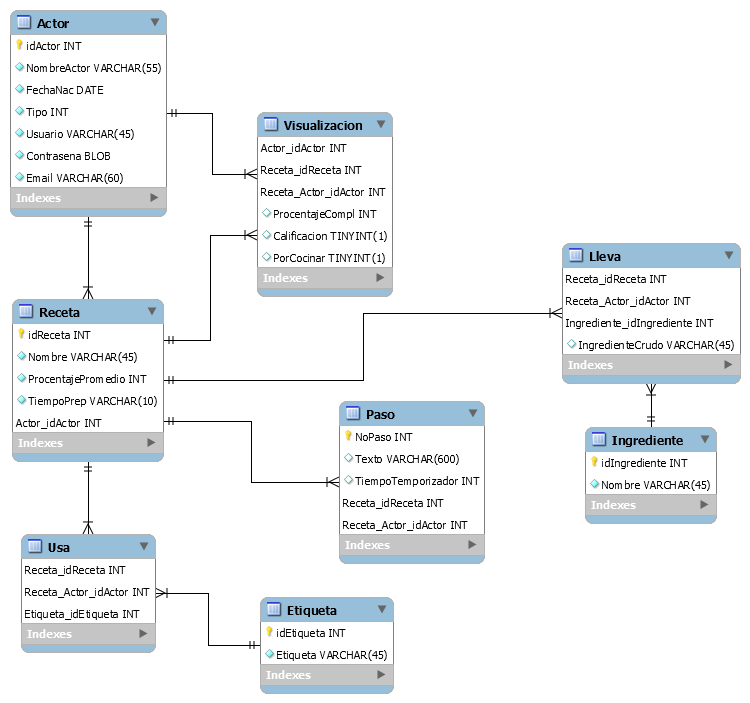 Actor
idActor INT
NombreActor VARCHAR(55)
FechaNac DATE
Tipo INT
Usuario VARCHAR(45)
Contrasena BLOB
Email VARCHAR(60)
Indexes
Visualizacion
Actor_idActor INT
Receta_idReceta INT
Receta_Actor_idActor INT
ProcentajeCompl INT
Calificacion TINYINT(1)
PorCocinar TINYINT(1)
Indexes
Lleva
Receta_idReceta INT
Receta_Actor_idActor INT
Ingrediente_idIngrediente INT
IngredienteCrudo VARCHAR(45)
Indexes
Receta
idReceta INT
Nombre VARCHAR(45)
ProcentajePromedio INT
TiempoPrep VARCHAR(10)
Actor_idActor INT
Indexes
Paso
NoPaso INT
Texto VARCHAR(600)
TiempoTemporizador INT
Receta_idReceta INT
Receta_Actor_idActor INT
Indexes
Ingrediente
idIngrediente INT
Nombre VARCHAR(45)
Indexes
Usa
Receta_idReceta INT
Receta_Actor_idActor INT
Etiqueta_idEtiqueta INT
Indexes
Etiqueta
idEtiqueta INT
Etiqueta VARCHAR(45)
Indexes